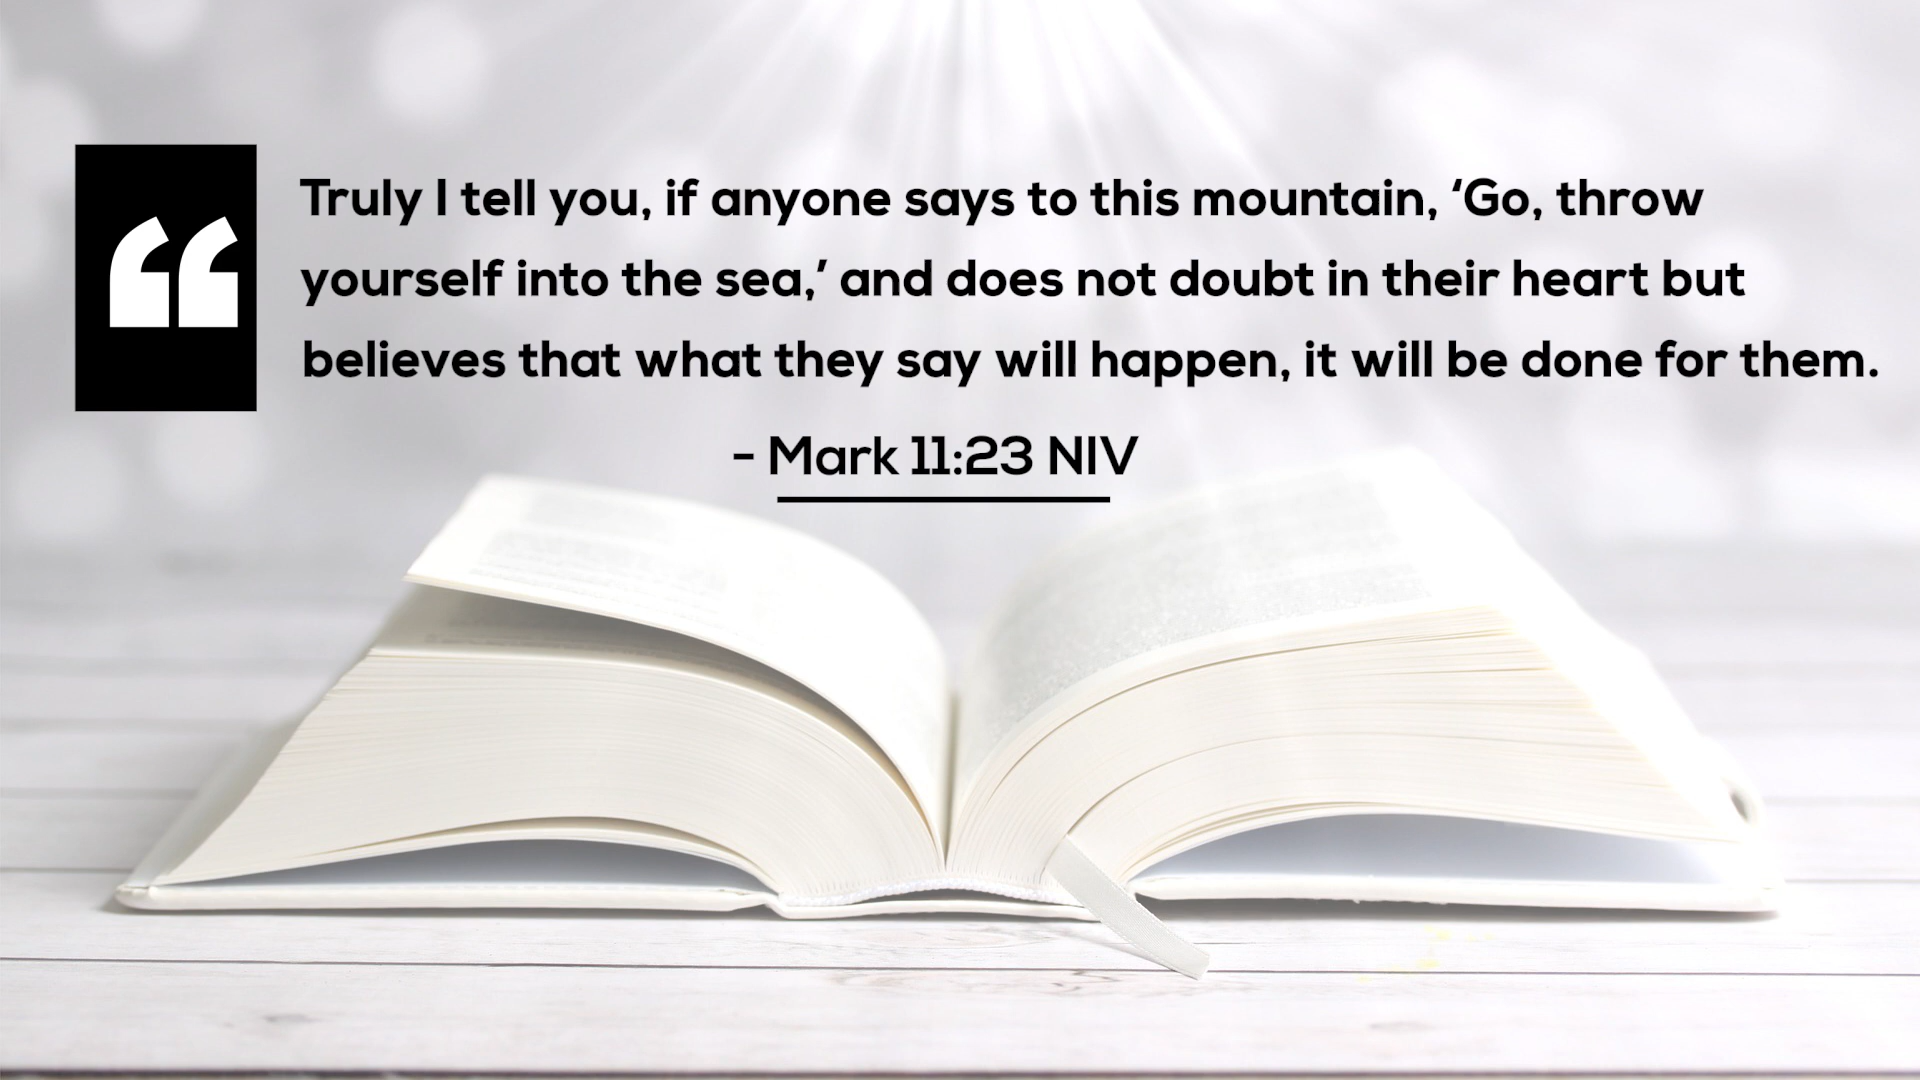 Truly I tell you, if anyone says to this mountain, ‘Go, throw
yourself into the sea,’ and does not doubt in their heart but
believes that what they say will happen, it will be done for them.
- Mark 11:23 NIV